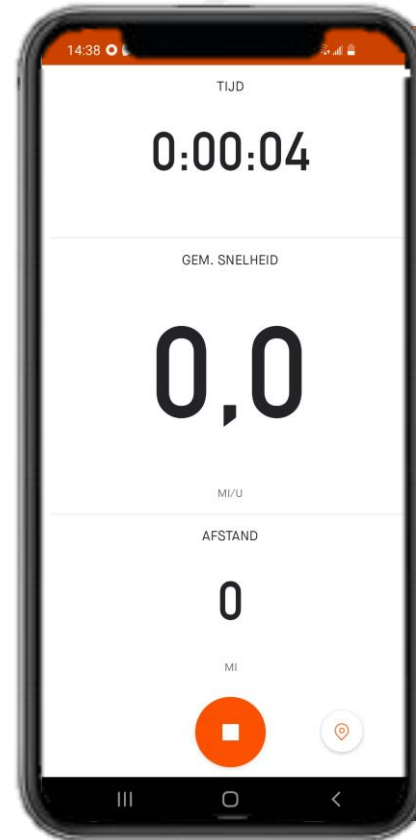 14:38
TIJD
0:00:04
GEM. SNELHEID
0,0
MI/U
AFSTAND
0
MI